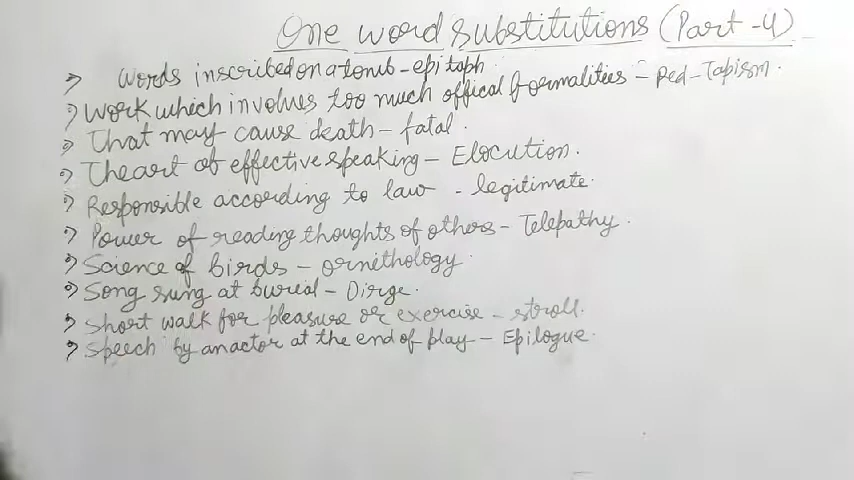 One word substitutions (Part-4)
> words inscribed on a tomb - epitaph
> Work which involves too much offical formalities - Red-Tapism.
> That may cause death - fatal.
> The art of effective speaking - Elocution.
> Responsible according to law - legitimate.
> Power of reading thoughts of others - Telepathy.
> Science of birds - ornithology.
> Song sung at burial - Dirge.
> Short walk for pleasure or exercise - stroll.
> Speech by an actor at the end of play - Epilogue.